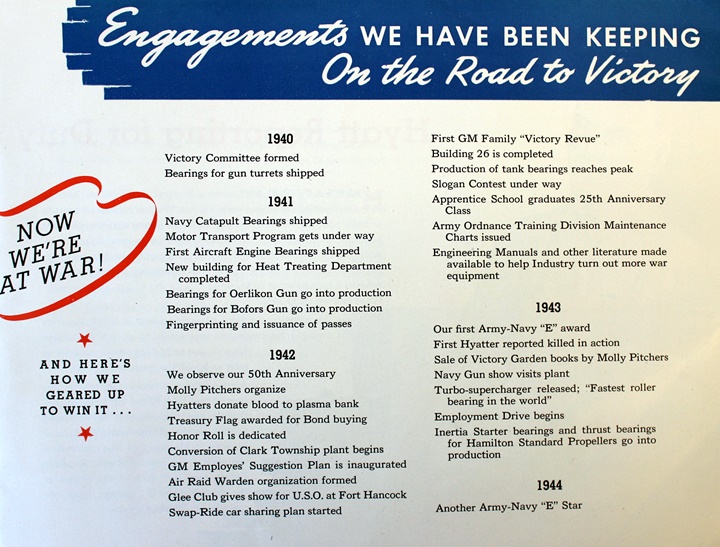 Engagements WE HAVE BEEN KEEPING
On the Road to Victory
NOW
WE'RE
AT WAR!
AND HERE'S
HOW WE
GEARED UP
TO WIN IT . . .
1940
Victory Committee formed
Bearings for gun turrets shipped
1941
Navy Catapult Bearings shipped
Motor Transport Program gets under way
First Aircraft Engine Bearings shipped
New building for Heat Treating Department
completed
Bearings for Oerlikon Gun go into production
Bearings for Bofors Gun go into production
Fingerprinting and issuance of passes
1942
We observe our 50th Anniversary
Molly Pitchers organize
Hyatters donate blood to plasma bank
Treasury Flag awarded for Bond buying
Honor Roll is dedicated
Conversion of Clark Township plant begins
GM Employes' Suggestion Plan is inaugurated
Air Raid Warden organization formed
Glee Club gives show for U.S.O. at Fort Hancock
Swap-Ride car sharing plan started
First GM Family "Victory Revue"
Building 26 is completed
Production of tank bearings reaches peak
Slogan Contest under way
Apprentice School graduates 25th Anniversary
Class
Army Ordnance Training Division Maintenance
Charts issued
Engineering Manuals and other literature made
available to help Industry turn out more war
equipment
1943
Our first Army-Navy "E" award
First Hyatter reported killed in action
Sale of Victory Garden books by Molly Pitchers
Navy Gun show visits plant
Turbo-supercharger released; "Fastest roller
bearing in the world"
Employment Drive begins
Inertia Starter bearings and thrust bearings
for Hamilton Standard Propellers go into
production
1944
Another Army-Navy "E" Star